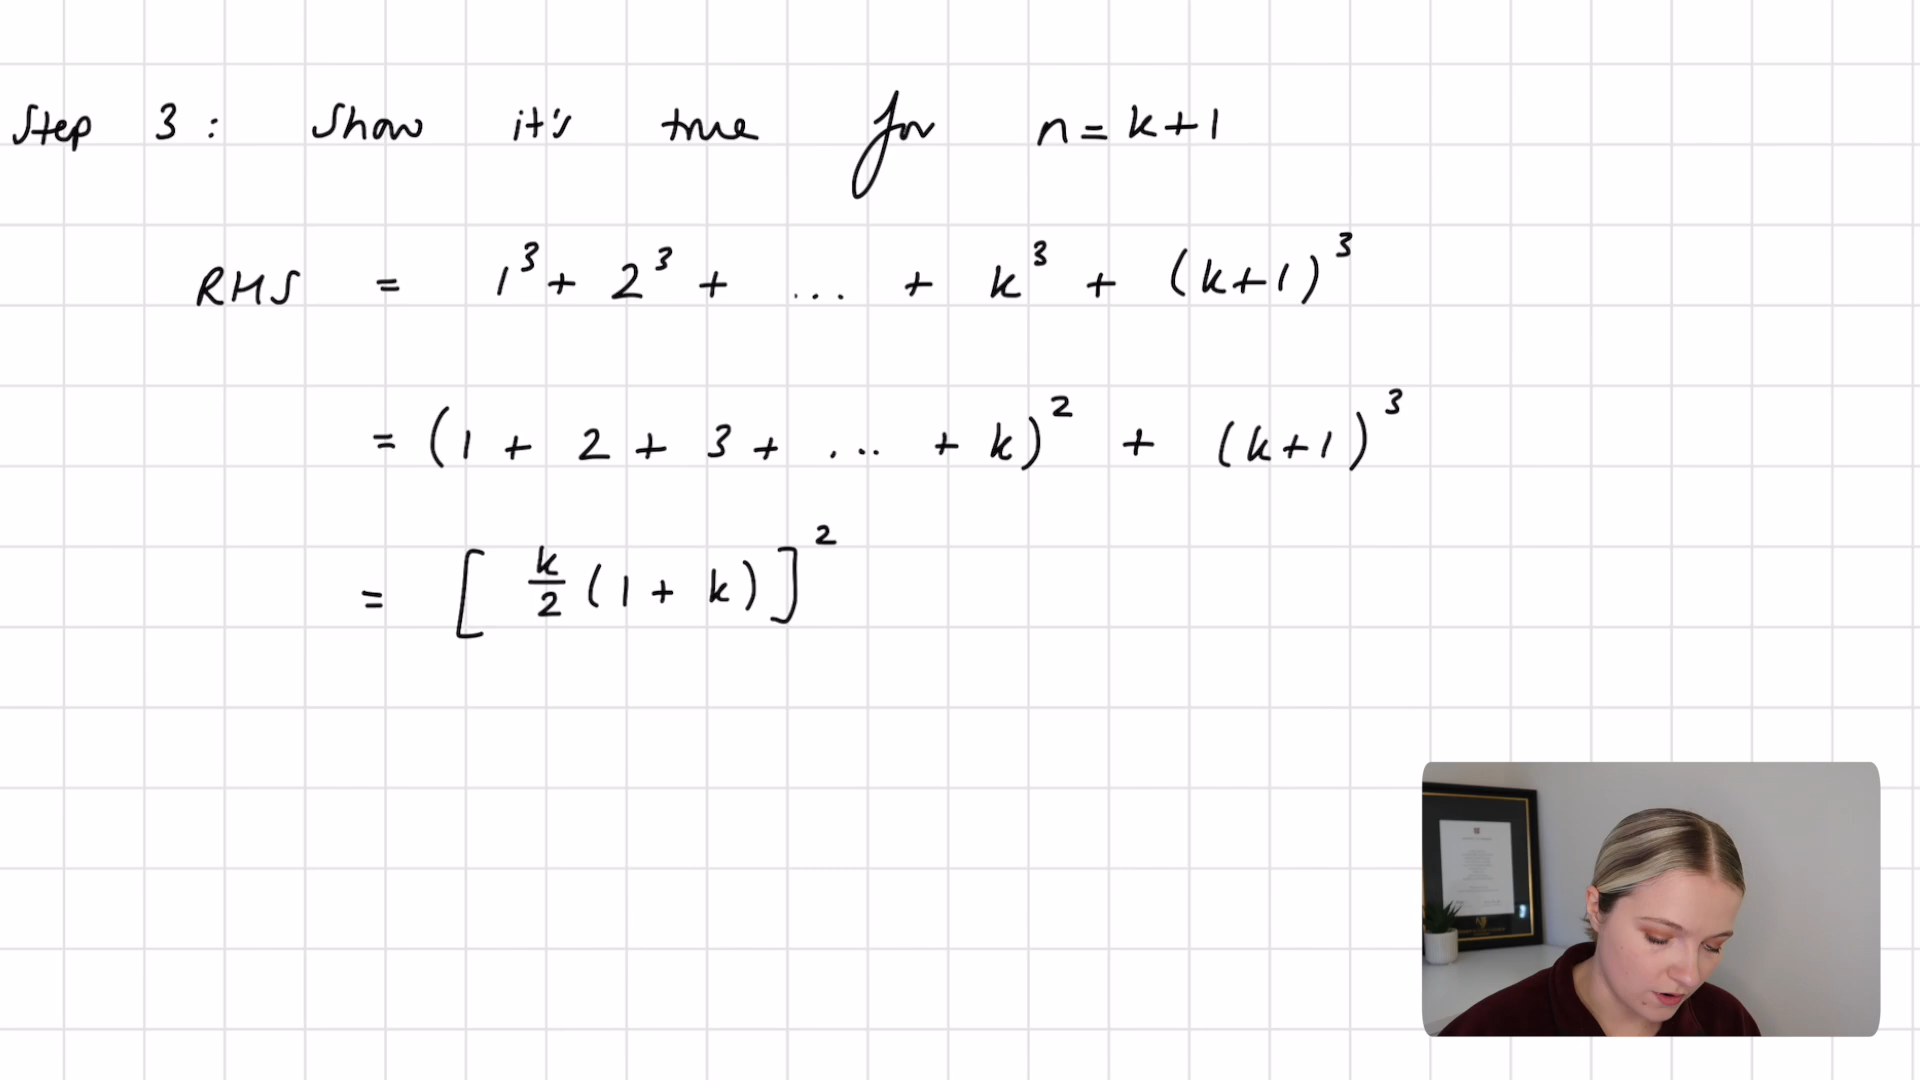 Step 3 : Show it's true for n = k+1
RHS = 1³ + 2³ + ... + k³ + (k+1)³
= (1 + 2 + 3 + ... + k)² + (k+1)³
= [ k/2 (1 + k) ]²